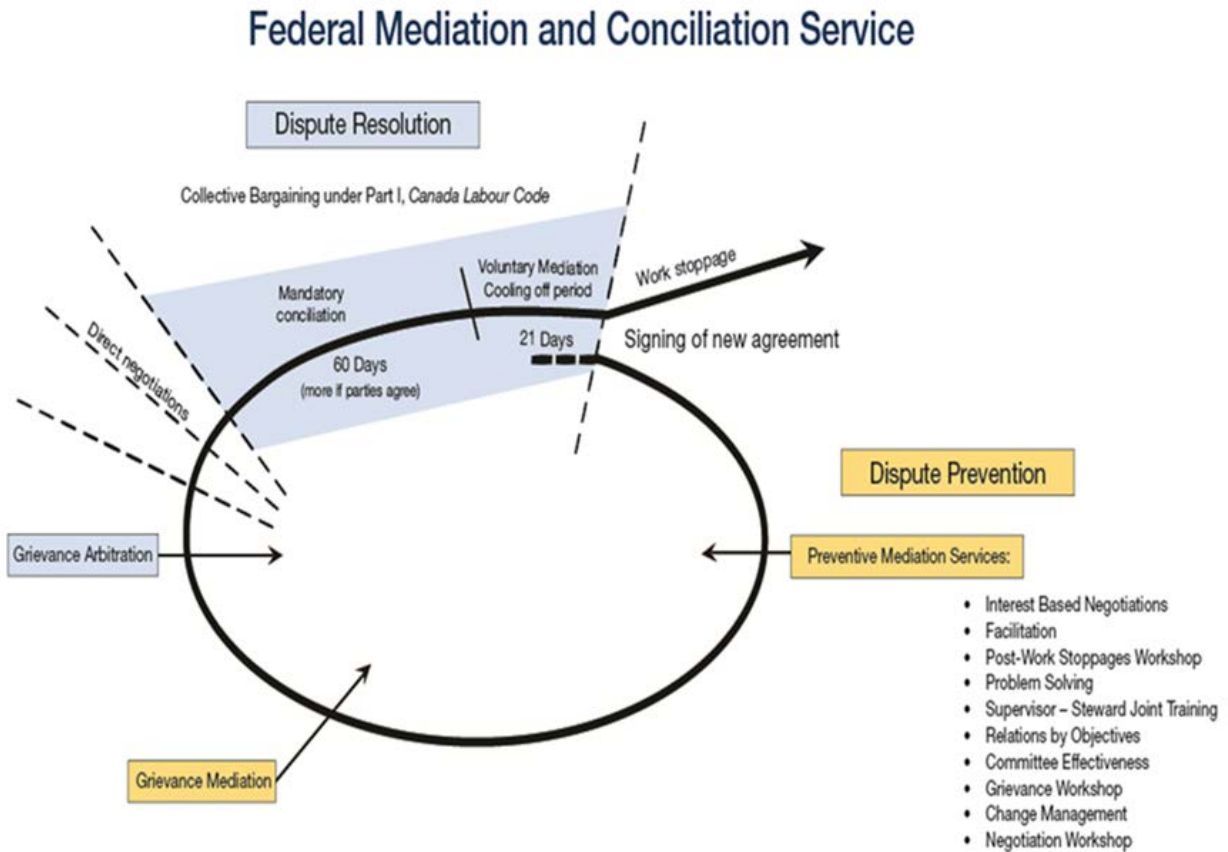 Federal Mediation and Conciliation Service
Dispute Resolution
Collective Bargaining under Part I, Canada Labour Code
Mandatory
conciliation
Voluntary Mediation
Cooling off period
Work stoppage
Direct negotiations
60 Days
(more if parties agree)
21 Days
Signing of new agreement
Dispute Prevention
Grievance Arbitration
Preventive Mediation Services:
• Interest Based Negotiations
• Facilitation
• Post-Work Stoppages Workshop
• Problem Solving
• Supervisor – Steward Joint Training
• Relations by Objectives
• Committee Effectiveness
• Grievance Workshop
• Change Management
• Negotiation Workshop
Grievance Mediation